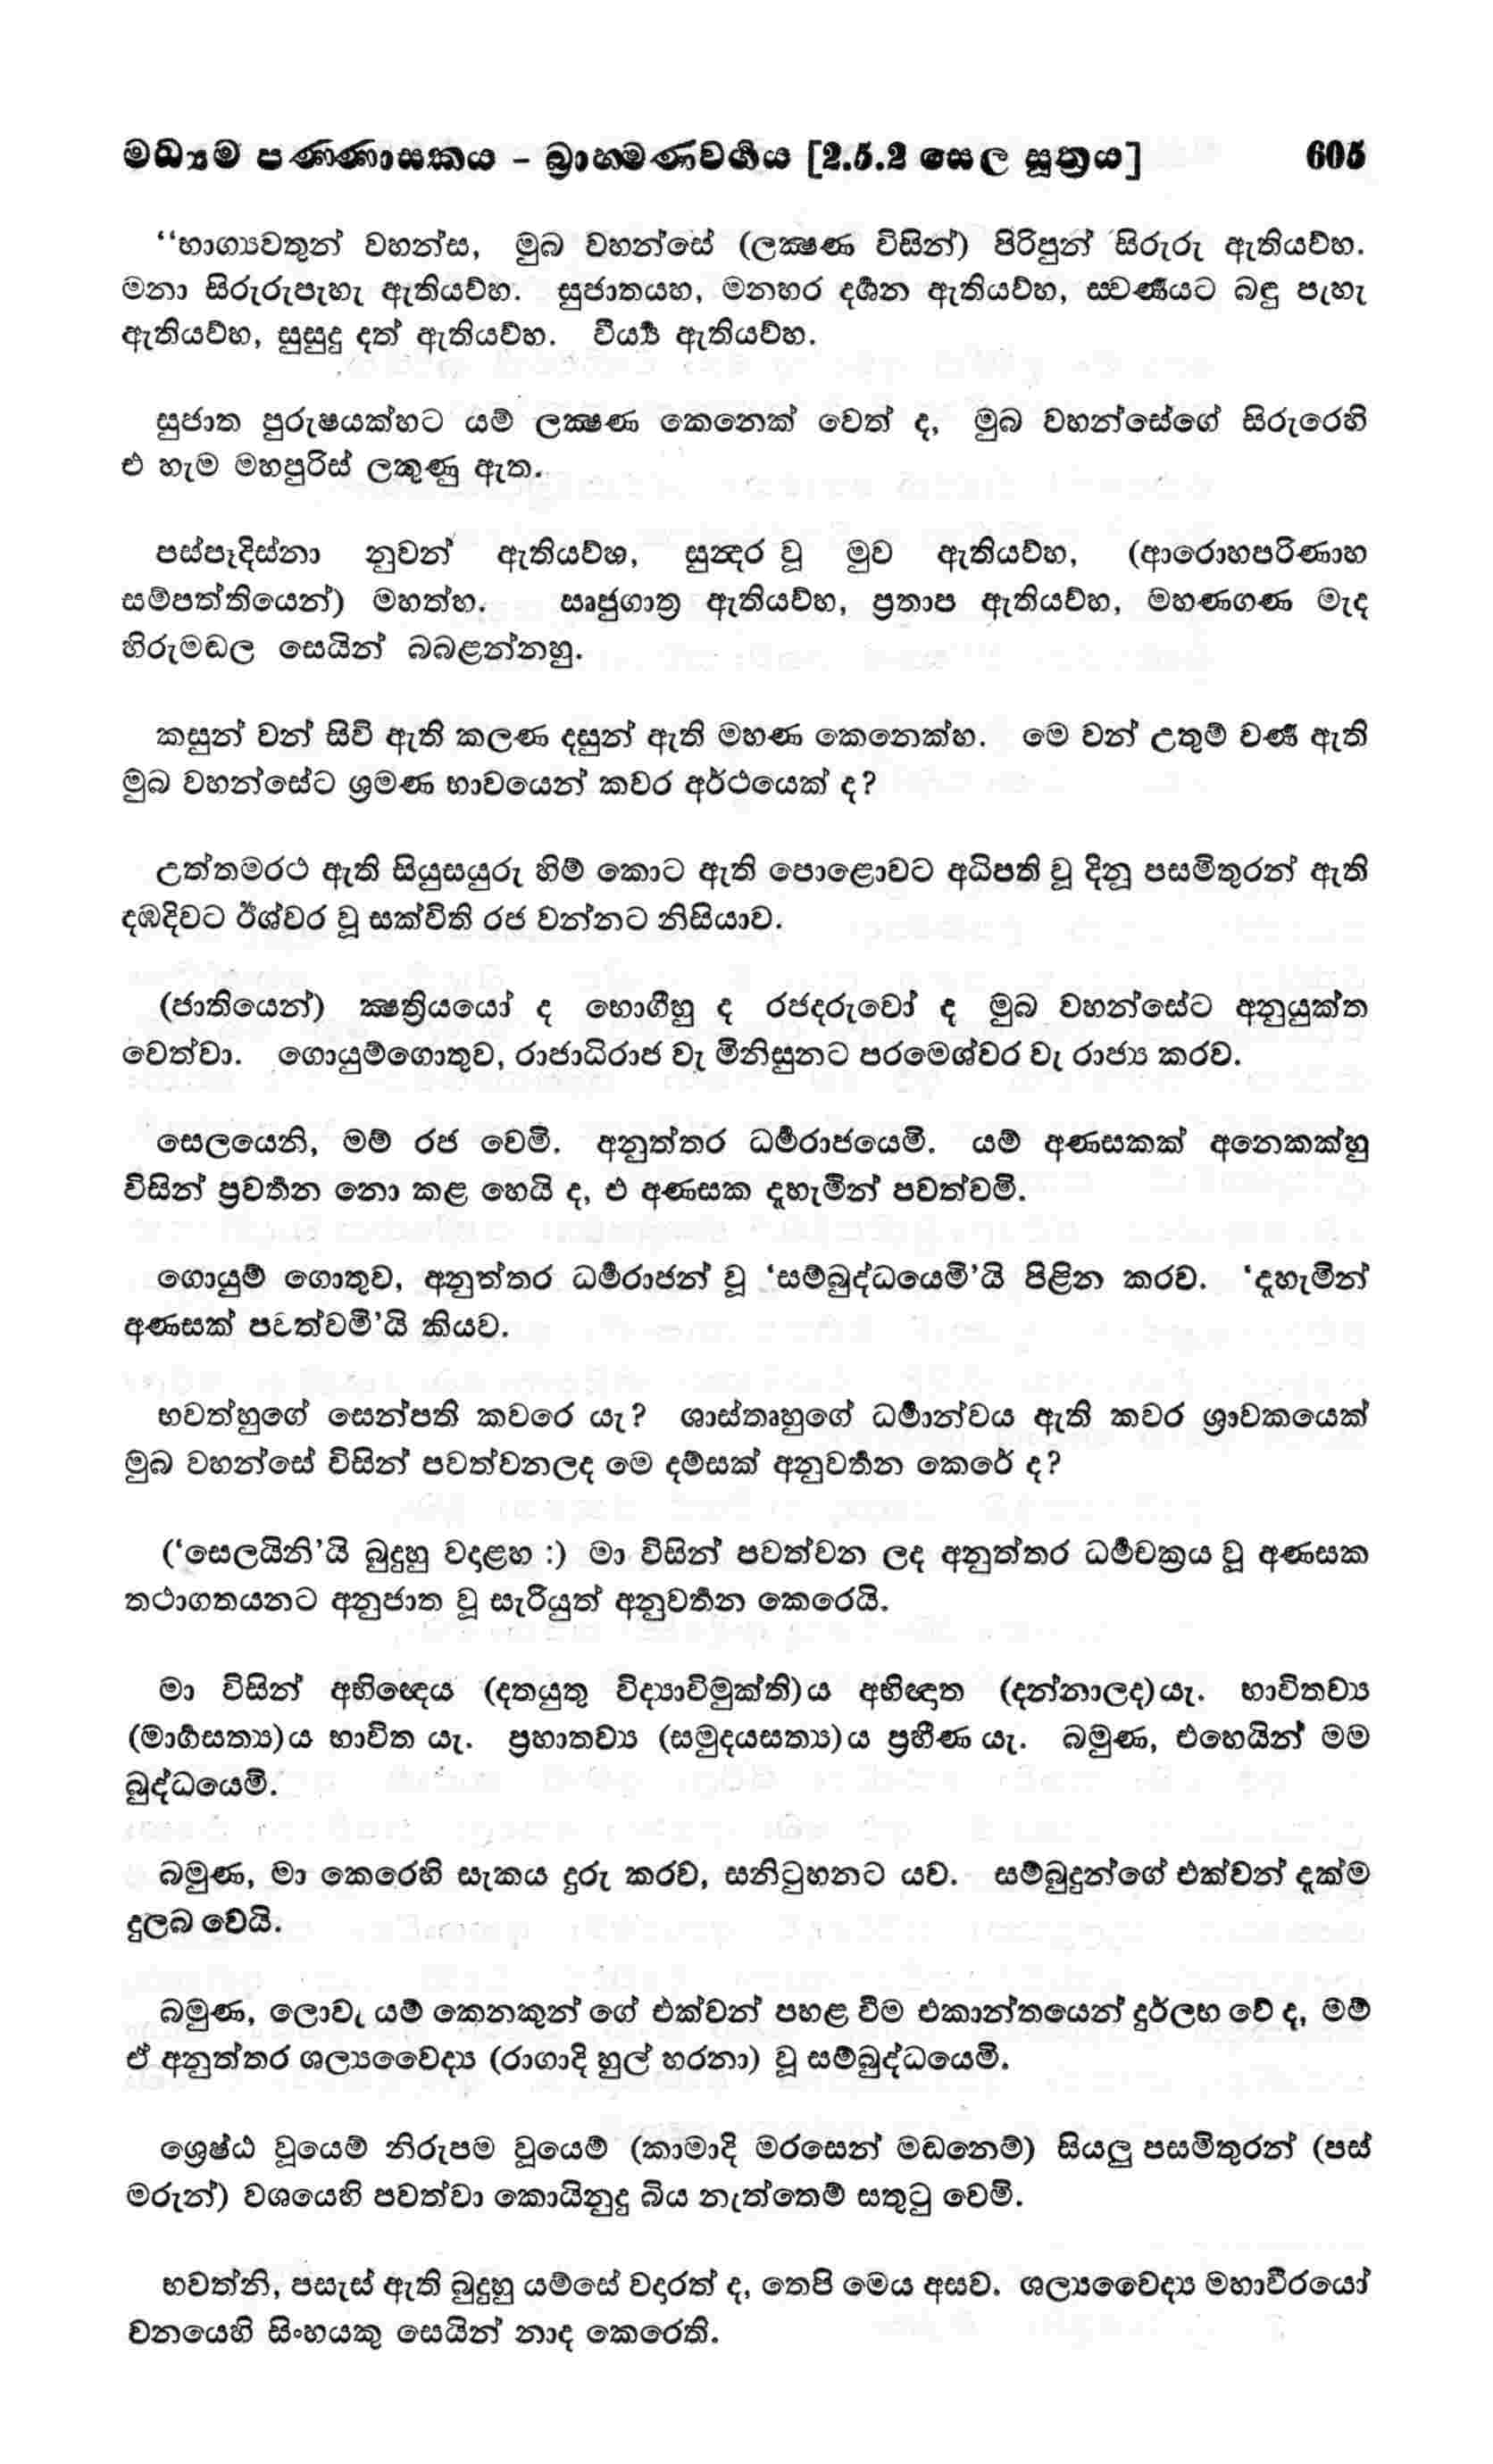 මධ්‍යම පණ්ණාසකය - බ්‍රාහ්මණවර්ගය [2.5.2 සෙල සූත්‍රය] 605
“භාග්‍යවතුන් වහන්ස, මුබ වහන්සේ (ලක්‍ෂණ විසින්) පිරිපුන් සිරුරු ඇතියව්හ.
මනා සිරුරුපැහැ ඇතියව්හ. සුජාතයහ, මනහර දර්‍ශන ඇතියව්හ, ස්වර්‍ණයට බඳු පැහැ
ඇතියව්හ, සුසුදු දත් ඇතියව්හ. වීර්‍ය්‍ය ඇතියව්හ.
සුජාත පුරුෂයක්හට යම් ලක්‍ෂණ කෙනෙක් වෙත් ද, මුබ වහන්සේගේ සිරුරෙහි
එ හැම මහපුරිස් ලකුණු ඇත.
පස්පෑදිස්නා නුවන් ඇතියව්හ, සුන්‍දර වූ මුව ඇතියව්හ, (ආරොහපරිණාහ
සම්පත්තියෙන්) මහත්හ. ඍජුගාත්‍ර ඇතියව්හ, ප්‍රතාප ඇතියව්හ, මහණගණ මැද
හිරුමඬල සෙයින් බබළන්නහු.
කසුන් වන් සිවි ඇති කලණ දසුන් ඇති මහණ කෙනෙක්හ. මෙ වන් උතුම් වර්‍ණ ඇති
මුබ වහන්සේට ශ්‍රමණ භාවයෙන් කවර අර්ථයෙක් ද?
උත්තමරථ ඇති සියුසයුරු හිම් කොට ඇති පොළොවට අධිපති වූ දිනූ පසමිතුරන් ඇති
දඹදිවට ඊශ්වර වූ සක්විති රජ වන්නට නිසියාව.
(ජාතියෙන්) ක්‍ෂත්‍රියයෝ ද භොගීහු ද රජදරුවෝ ද මුබ වහන්සේට අනුයුක්ත
වෙත්වා. ගොයුම්ගොතුව, රාජාධිරාජ වැ මිනිසුනට පරමෙශ්වර වැ රාජ්‍ය කරව.
සෙලයෙනි, මම් රජ වෙමි. අනුත්තර ධර්‍මරාජයෙමි. යම් අණසකක් අනෙකක්හු
විසින් ප්‍රවර්‍තන නො කළ හෙයි ද, එ අණසක දැහැමින් පවත්වමි.
ගොයුම් ගොතුව, අනුත්තර ධර්‍මරාජන් වූ ‘සම්බුද්ධයෙමි’යි පිළින කරව. ‘දැහැමින්
අණසක් පවත්වමි’යි කියව.
භවත්හුගේ සෙන්පති කවරෙ යැ? ශාස්තෘහුගේ ධර්‍මාන්වය ඇති කවර ශ්‍රාවකයෙක්
මුබ වහන්සේ විසින් පවත්වනලද මෙ දම්සක් අනුවර්‍තන කෙරේ ද?
(‘සෙලයිනි’යි බුදුහු වදාළහ :) මා විසින් පවත්වන ලද අනුත්තර ධර්‍මචක්‍රය වූ අණසක
තථාගතයනට අනුජාත වූ සැරියුත් අනුවර්‍තන කෙරෙයි.
මා විසින් අභිඥෙය (දතයුතු විද්‍යාවිමුක්ති)ය අභිඥාත (දන්නාලද)යැ. භාවිතව්‍ය
(මාර්‍ගසත්‍ය)ය භාවිත යැ. ප්‍රහාතව්‍ය (සමුදයසත්‍ය)ය ප්‍රහීණ යැ. බමුණ, එහෙයින් මම
බුද්ධයෙමි.
බමුණ, මා කෙරෙහි සැකය දුරු කරව, සනිටුහනට යව. සම්බුදුන්ගේ එක්වන් දැක්ම
දුලබ වෙයි.
බමුණ, ලොවැ යම් කෙනකුන් ගේ එක්වන් පහළ වීම එකාන්තයෙන් දුර්ලභ වේ ද, මම්
ඒ අනුත්තර ශල්‍යවෛද්‍ය (රාගාදි හුල් හරනා) වූ සම්බුද්ධයෙමි.
ශ්‍රෙෂ්ඨ වූයෙම් නිරුපම වූයෙම් (කාමාදි මරසෙන් මඬනෙම්) සියලු පසමිතුරන් (පස්
මරුන්) වශයෙහි පවත්වා කොයිනුදු බිය නැත්තෙම් සතුටු වෙමි.
භවත්නි, පසැස් ඇති බුදුහු යම්සේ වදාරත් ද, තෙපි මෙය අසව. ශල්‍යවෛද්‍ය මහාවීරයෝ
වනයෙහි සිංහයකු සෙයින් නාද කෙරෙති.